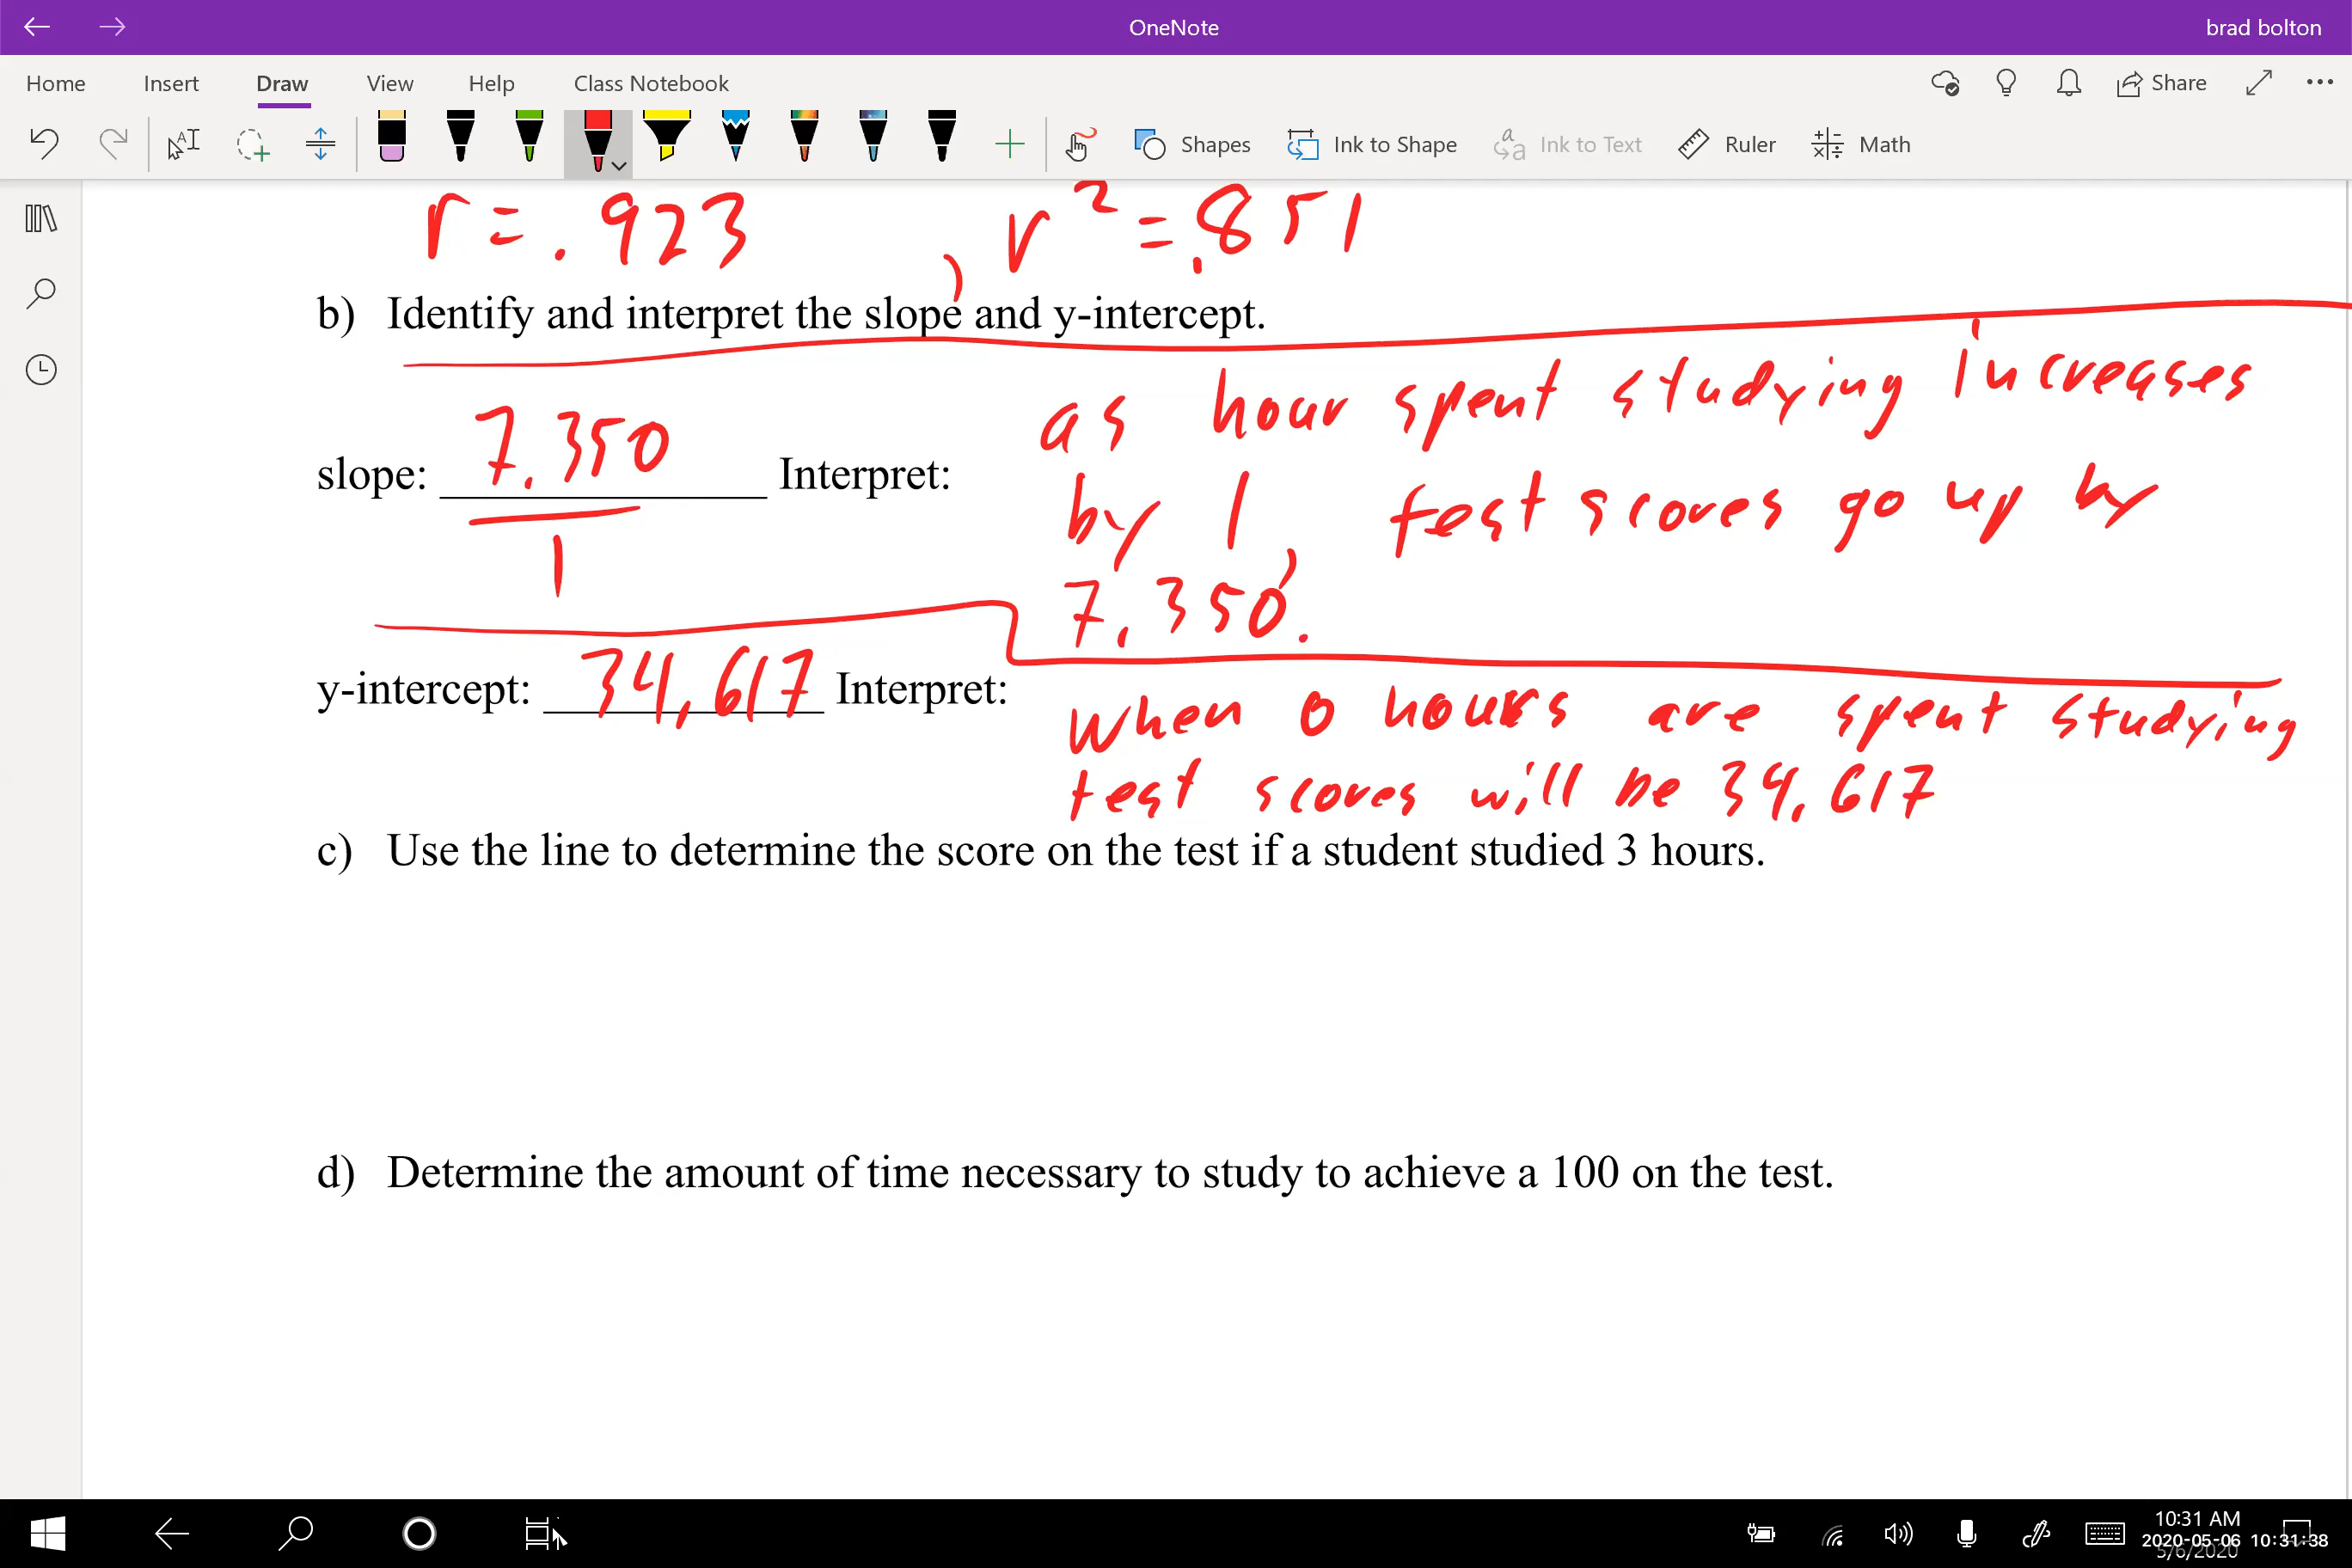 OneNote
brad bolton
Home Insert Draw View Help Class Notebook
Share
Shapes Ink to Shape Ink to Text Ruler Math
r=.923 , r²=.851
b) Identify and interpret the slope and y-intercept.
as hour spent studying increases
slope: 7.350 Interpret:
by 1, test scores go up by
1
7.350.
y-intercept: 34.617 Interpret:
When 0 hours are spent studying
test scores will be 34.617
c) Use the line to determine the score on the test if a student studied 3 hours.
d) Determine the amount of time necessary to study to achieve a 100 on the test.
10:31 AM
2020-05-06 10:31:38
5/6/2020